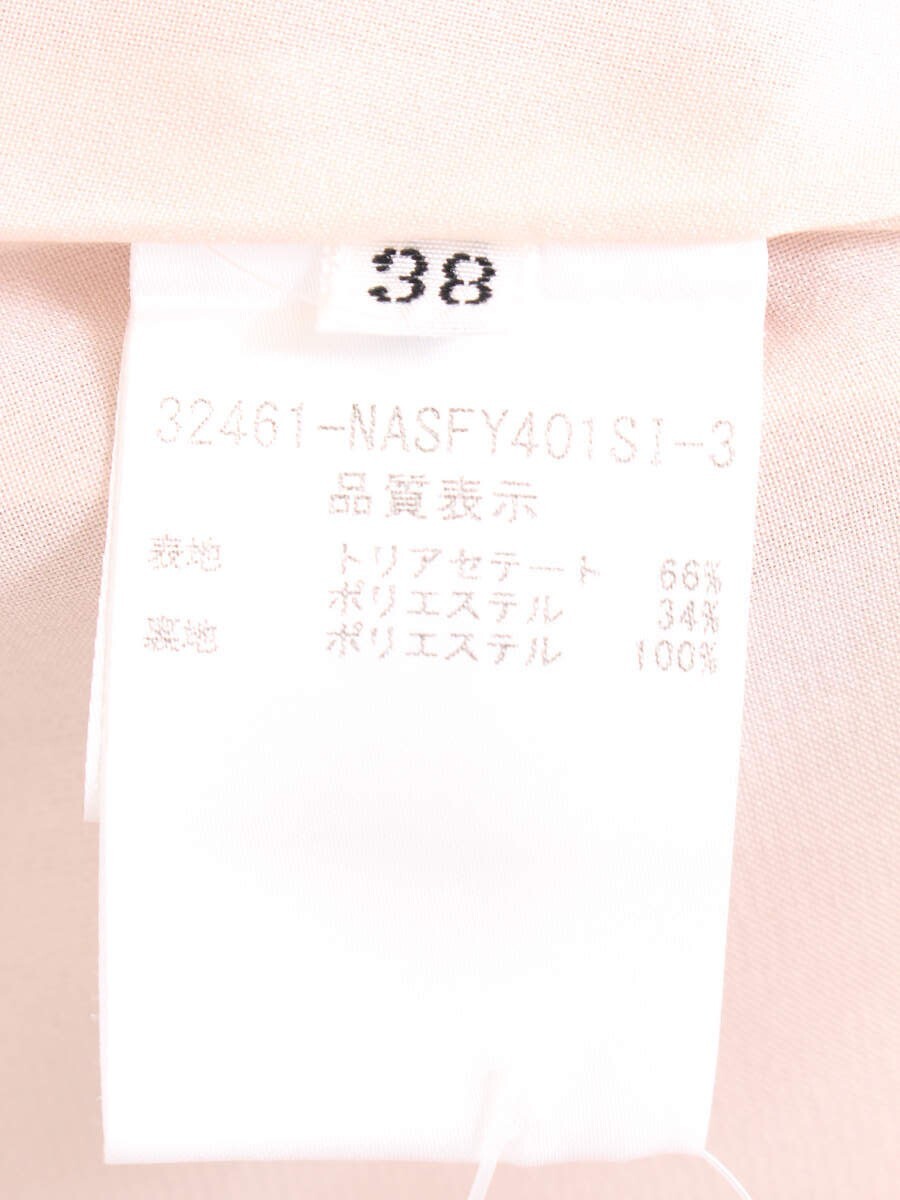 38
32461-NASFY401SI-3
品質表示
表地 トリアセテート 66%
ポリエステル 34%
裏地 ポリエステル 100%